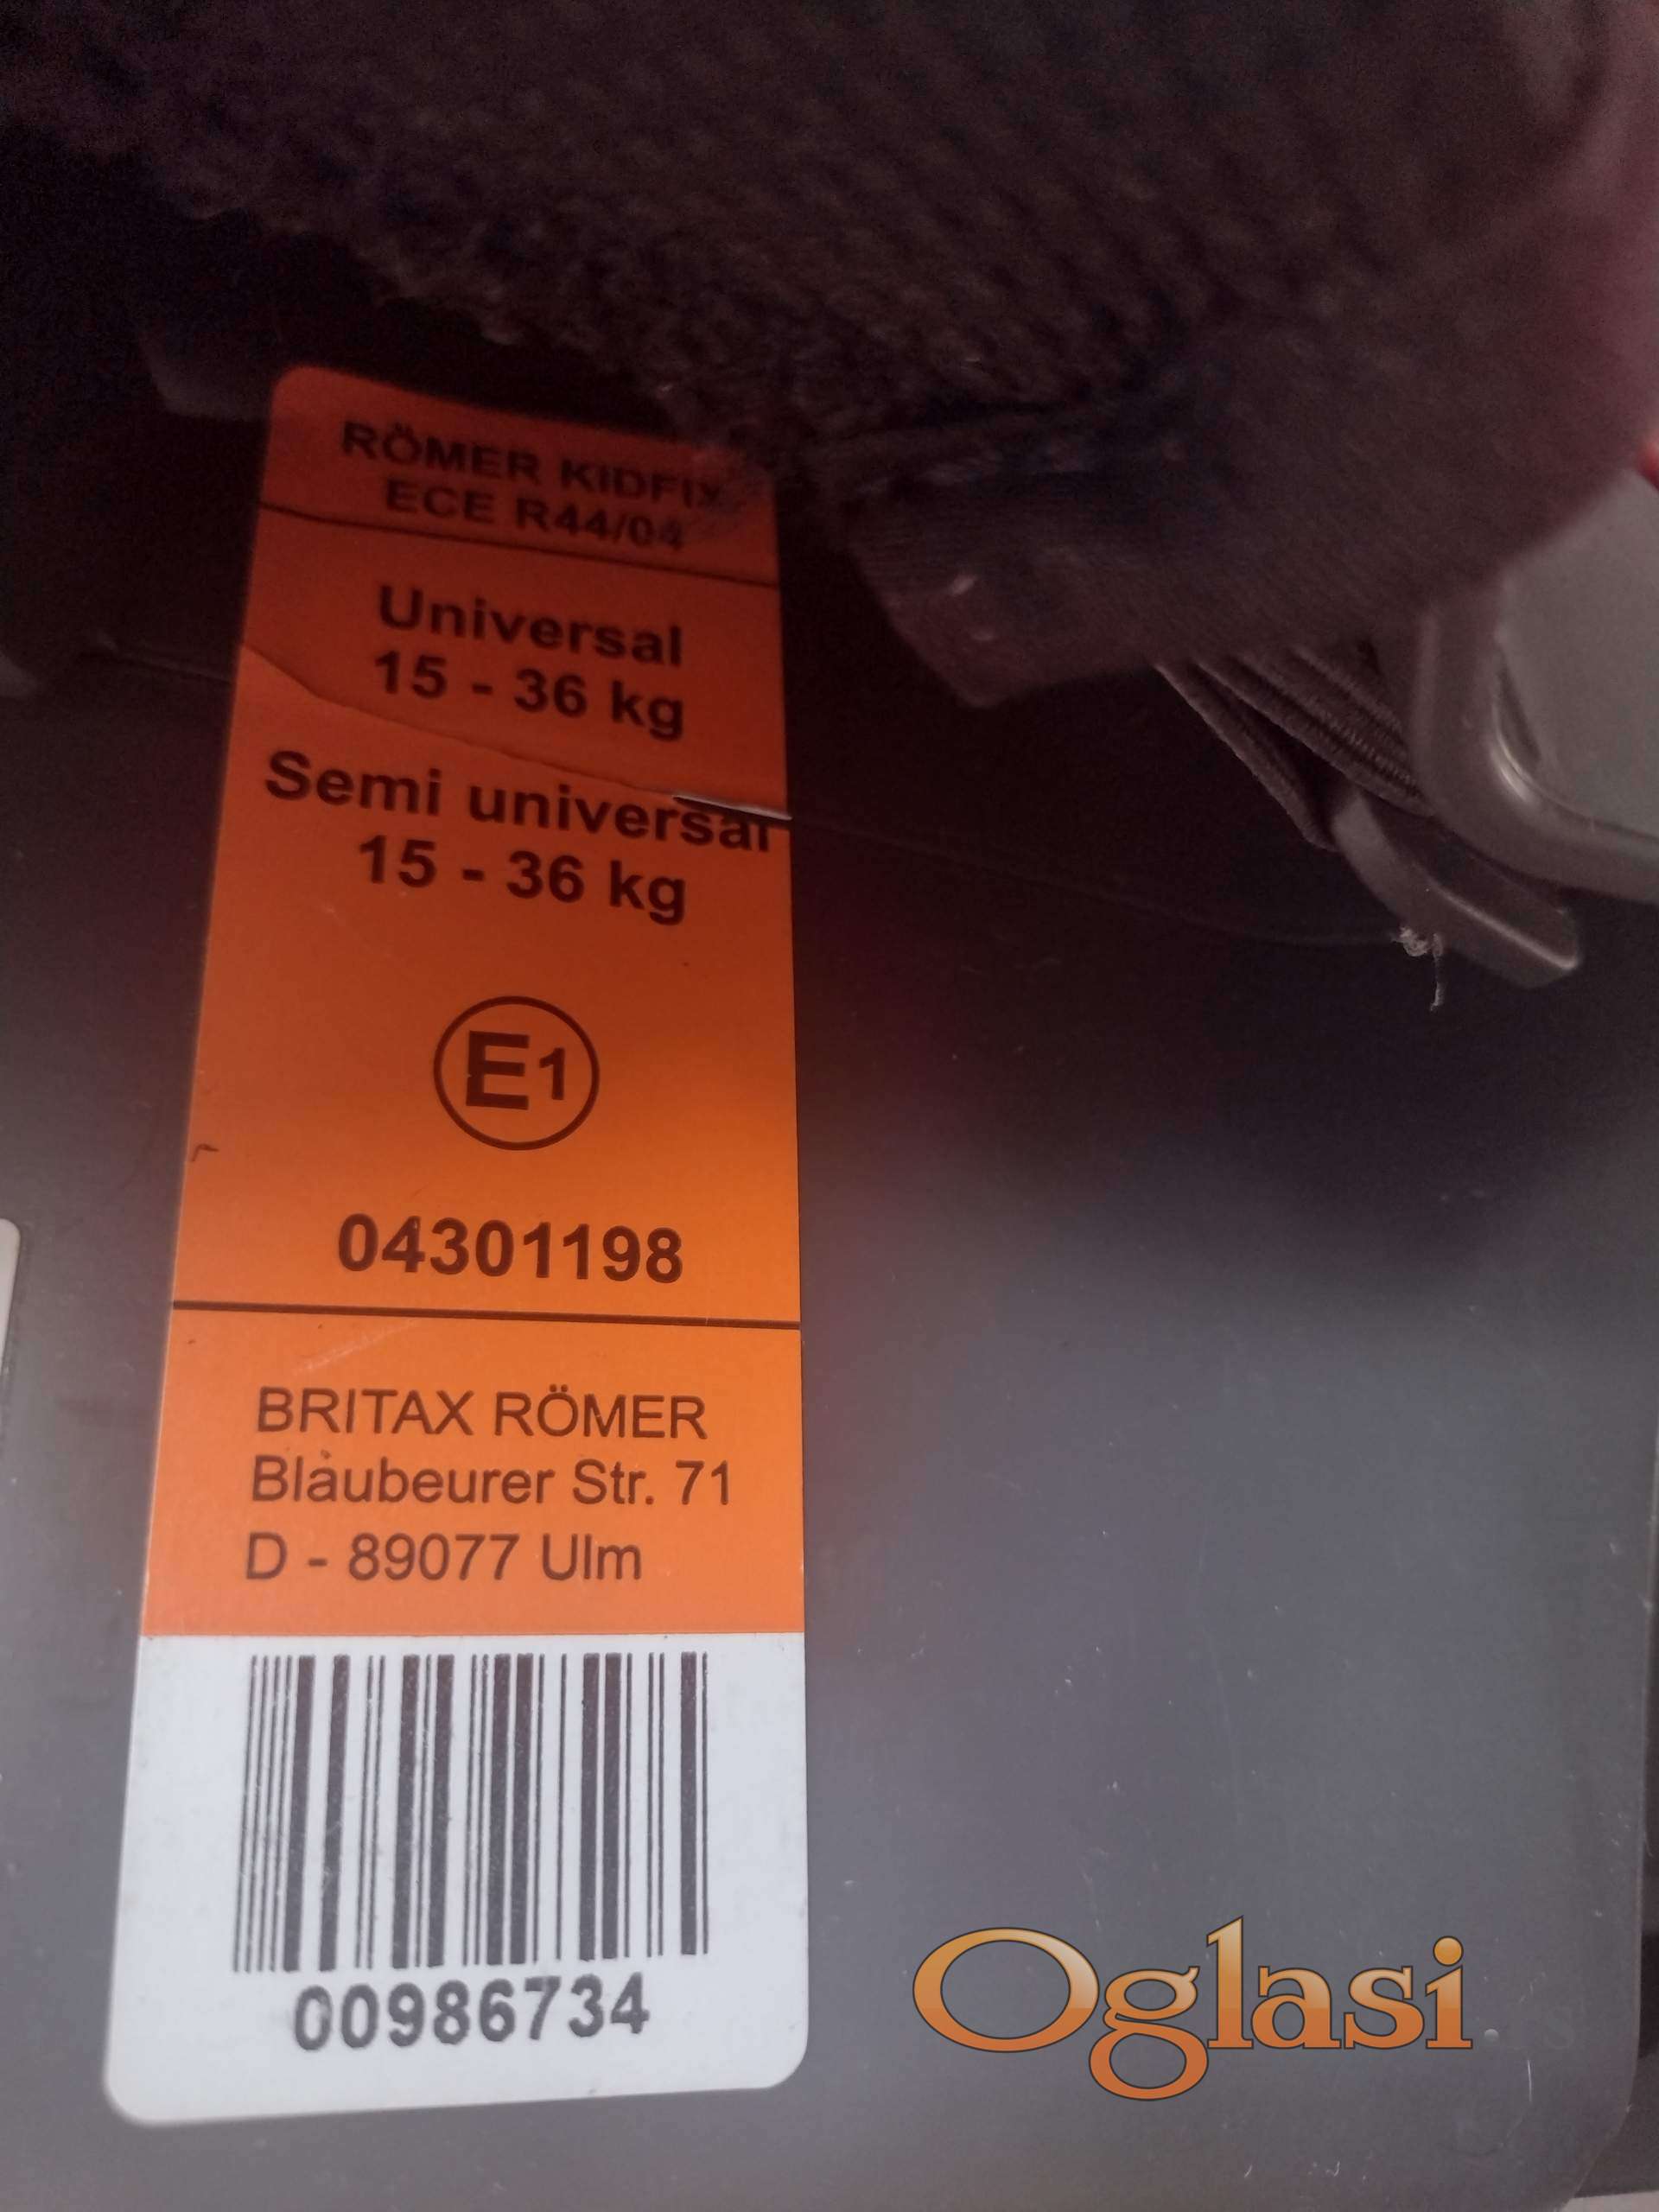 RÖMER KIDFIX
ECE R44/04
Universal
15 - 36 kg
Semi universal
15 - 36 kg
E1
04301198
BRITAX RÖMER
Blaubeurer Str. 71
D - 89077 Ulm
00986734
Oglasi